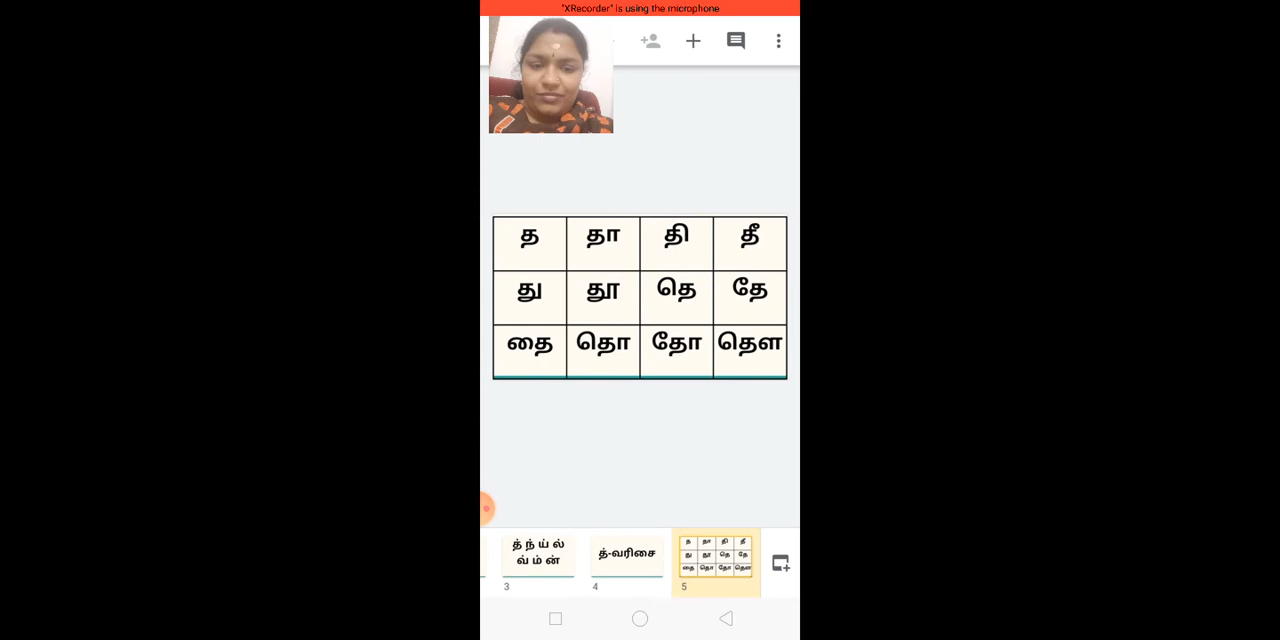 "XRecorder" is using the microphone
த தா தி தீ
து தூ தெ தே
தை தொ தோ தௌ
த் ந் ய் ல்
வ் ம் ன்
த்-வரிசை
த தா தி தீ
து தூ தெ தே
தை தொ தோ தௌ
3 4 5